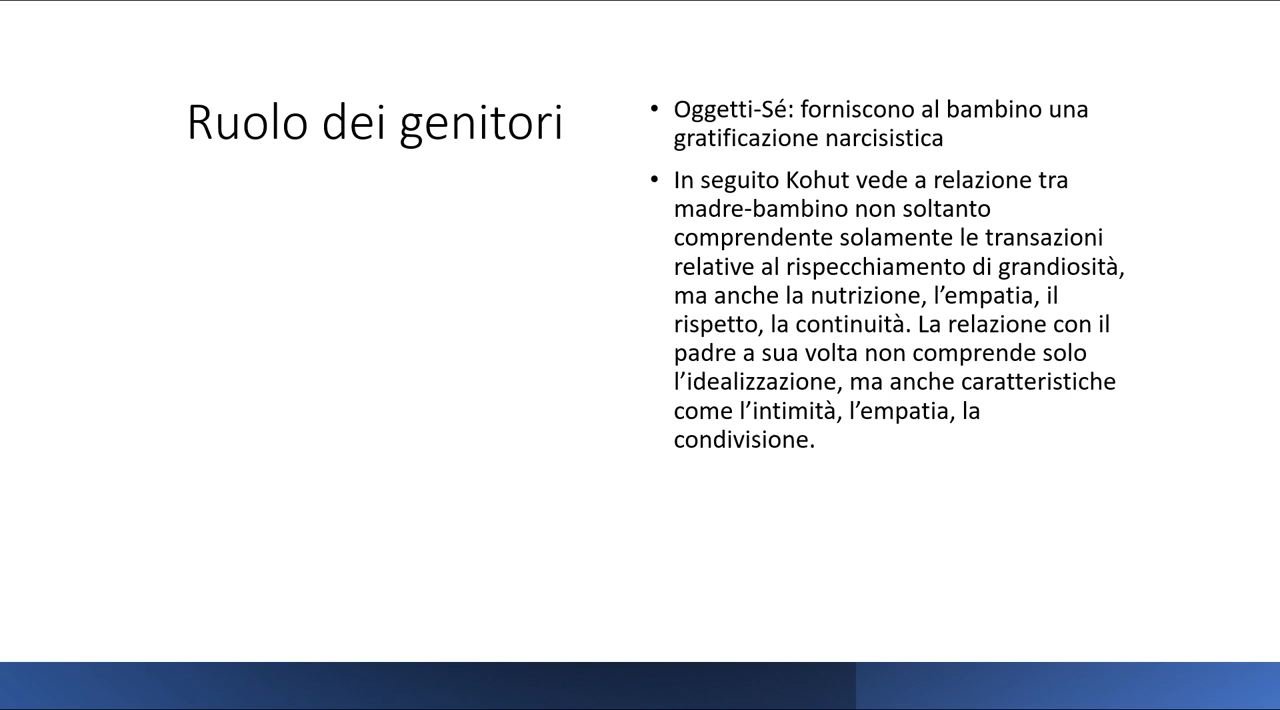 Ruolo dei genitori
• Oggetti-Sé: forniscono al bambino una
gratificazione narcisistica
• In seguito Kohut vede a relazione tra
madre-bambino non soltanto
comprendente solamente le transazioni
relative al rispecchiamento di grandiosità,
ma anche la nutrizione, l’empatia, il
rispetto, la continuità. La relazione con il
padre a sua volta non comprende solo
l’idealizzazione, ma anche caratteristiche
come l’intimità, l’empatia, la
condivisione.